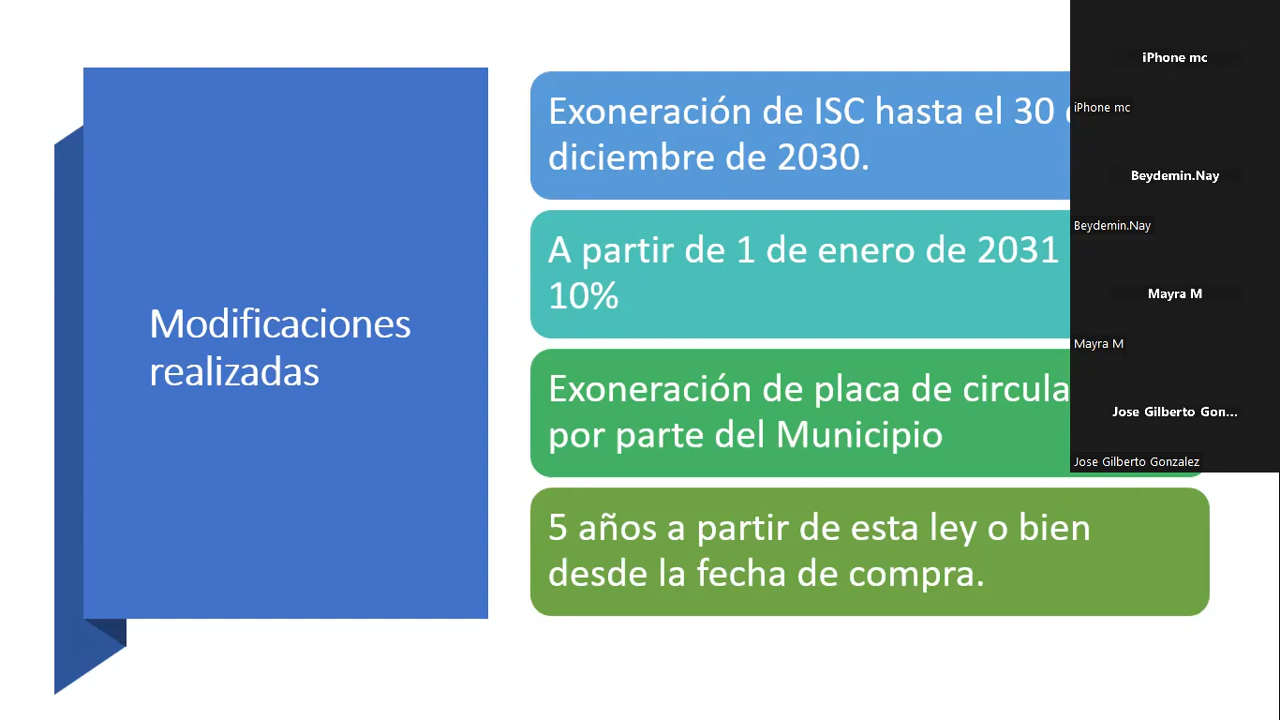 Modificaciones
realizadas
Exoneración de ISC hasta el 30
diciembre de 2030.
A partir de 1 de enero de 2031
10%
Exoneración de placa de circula
por parte del Municipio
5 años a partir de esta ley o bien
desde la fecha de compra.
iPhone mc
iPhone mc
Beydemin.Nay
Beydemin.Nay
Mayra M
Mayra M
Jose Gilberto Gon...
Jose Gilberto Gonzalez